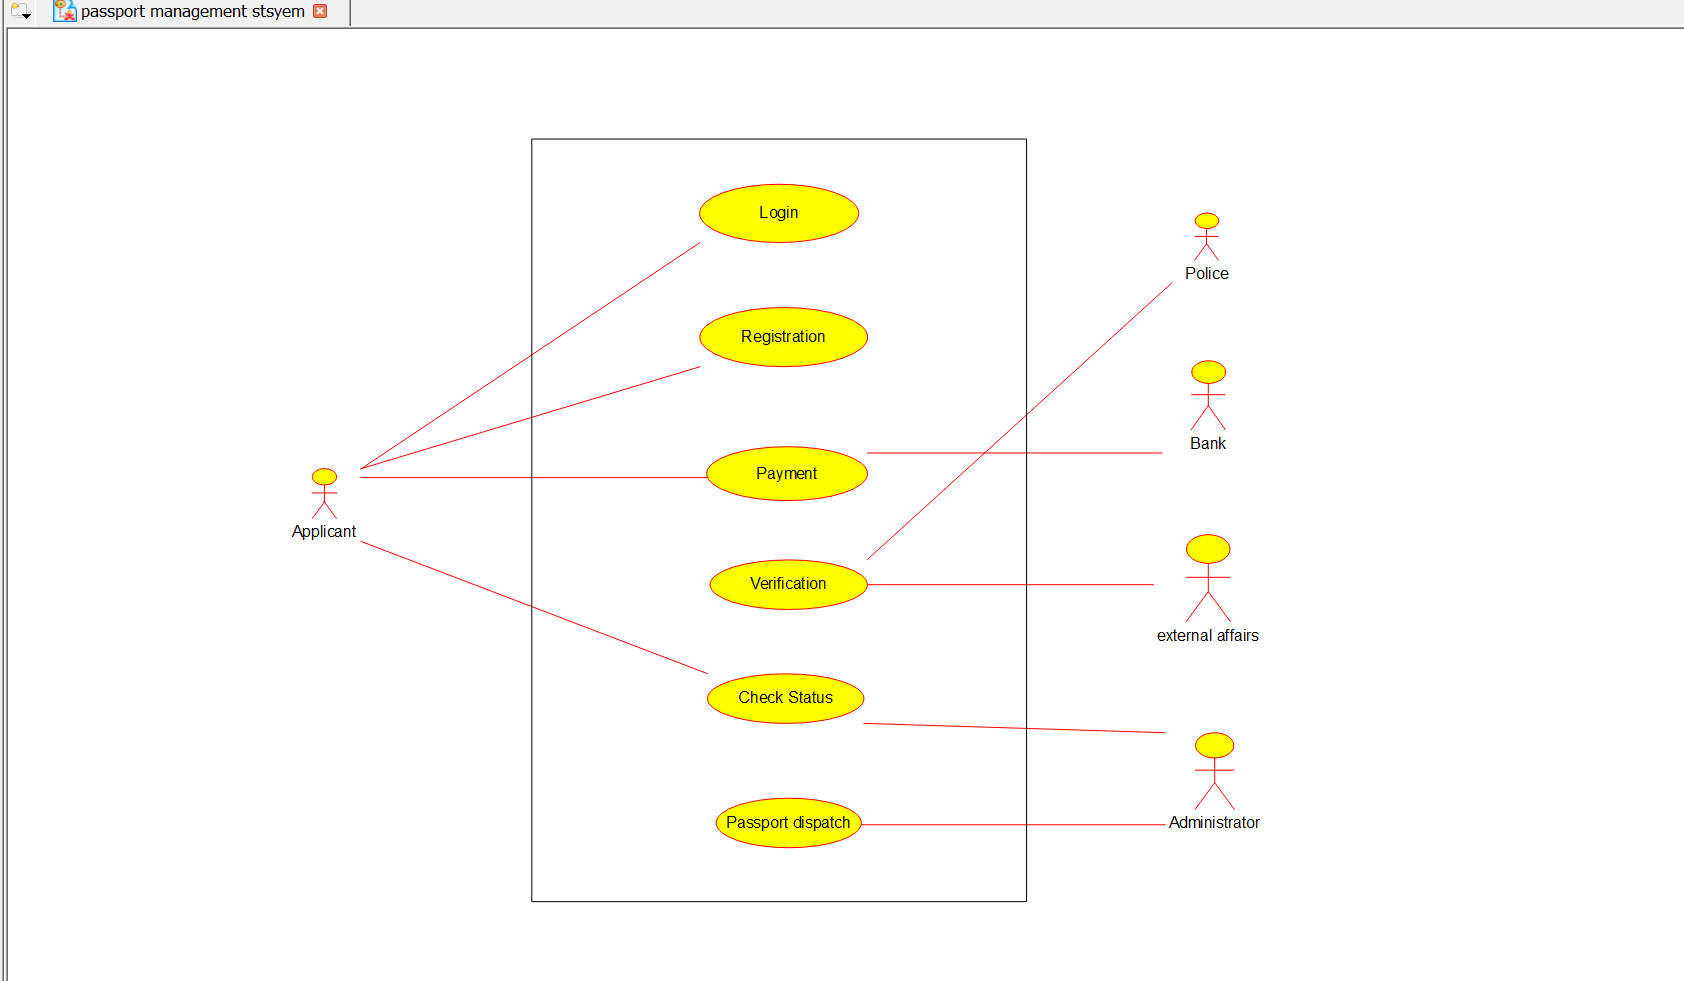 passport management stsyem
Login
Police
Registration
Bank
Payment
Applicant
Verification
external affairs
Check Status
Passport dispatch
Administrator